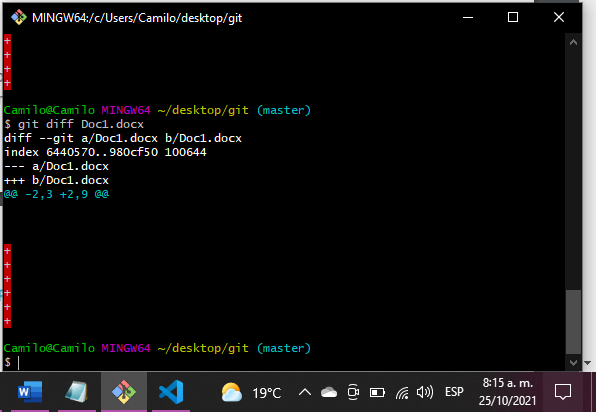 MINGW64:/c/Users/Camilo/desktop/git
+
+
+
+
Camilo@Camilo MINGW64 ~/desktop/git (master)
$ git diff Doc1.docx
diff --git a/Doc1.docx b/Doc1.docx
index 6440570..980cf50 100644
--- a/Doc1.docx
+++ b/Doc1.docx
@@ -2,3 +2,9 @@
+
+
+
+
+
+
Camilo@Camilo MINGW64 ~/desktop/git (master)
$
W
19°C
ESP
8:15 a. m.
25/10/2021